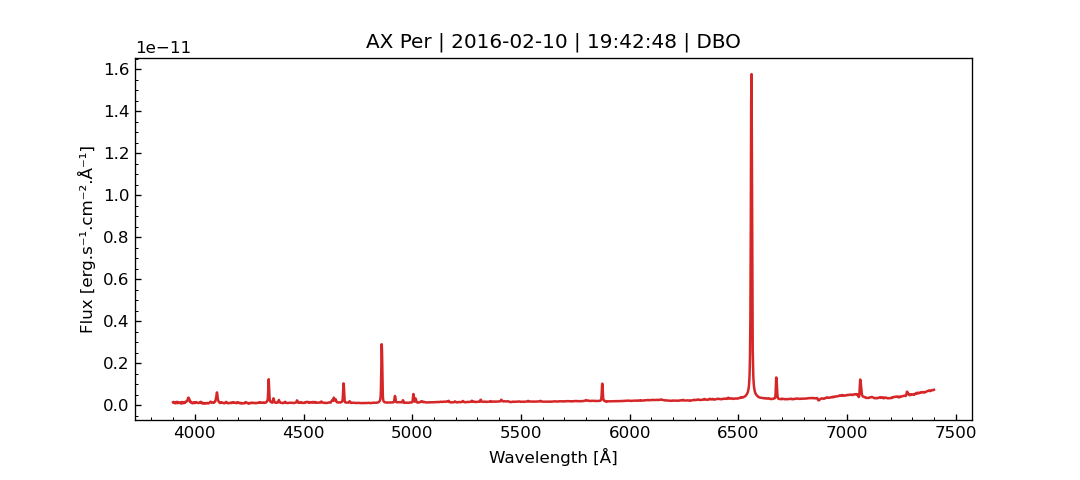 AX Per | 2016-02-10 | 19:42:48 | DBO
1e−11
1.6
1.4
1.2
1.0
0.8
0.6
0.4
0.2
0.0
Flux [erg.s⁻¹.cm⁻².Å⁻¹]
4000 4500 5000 5500 6000 6500 7000 7500
Wavelength [Å]